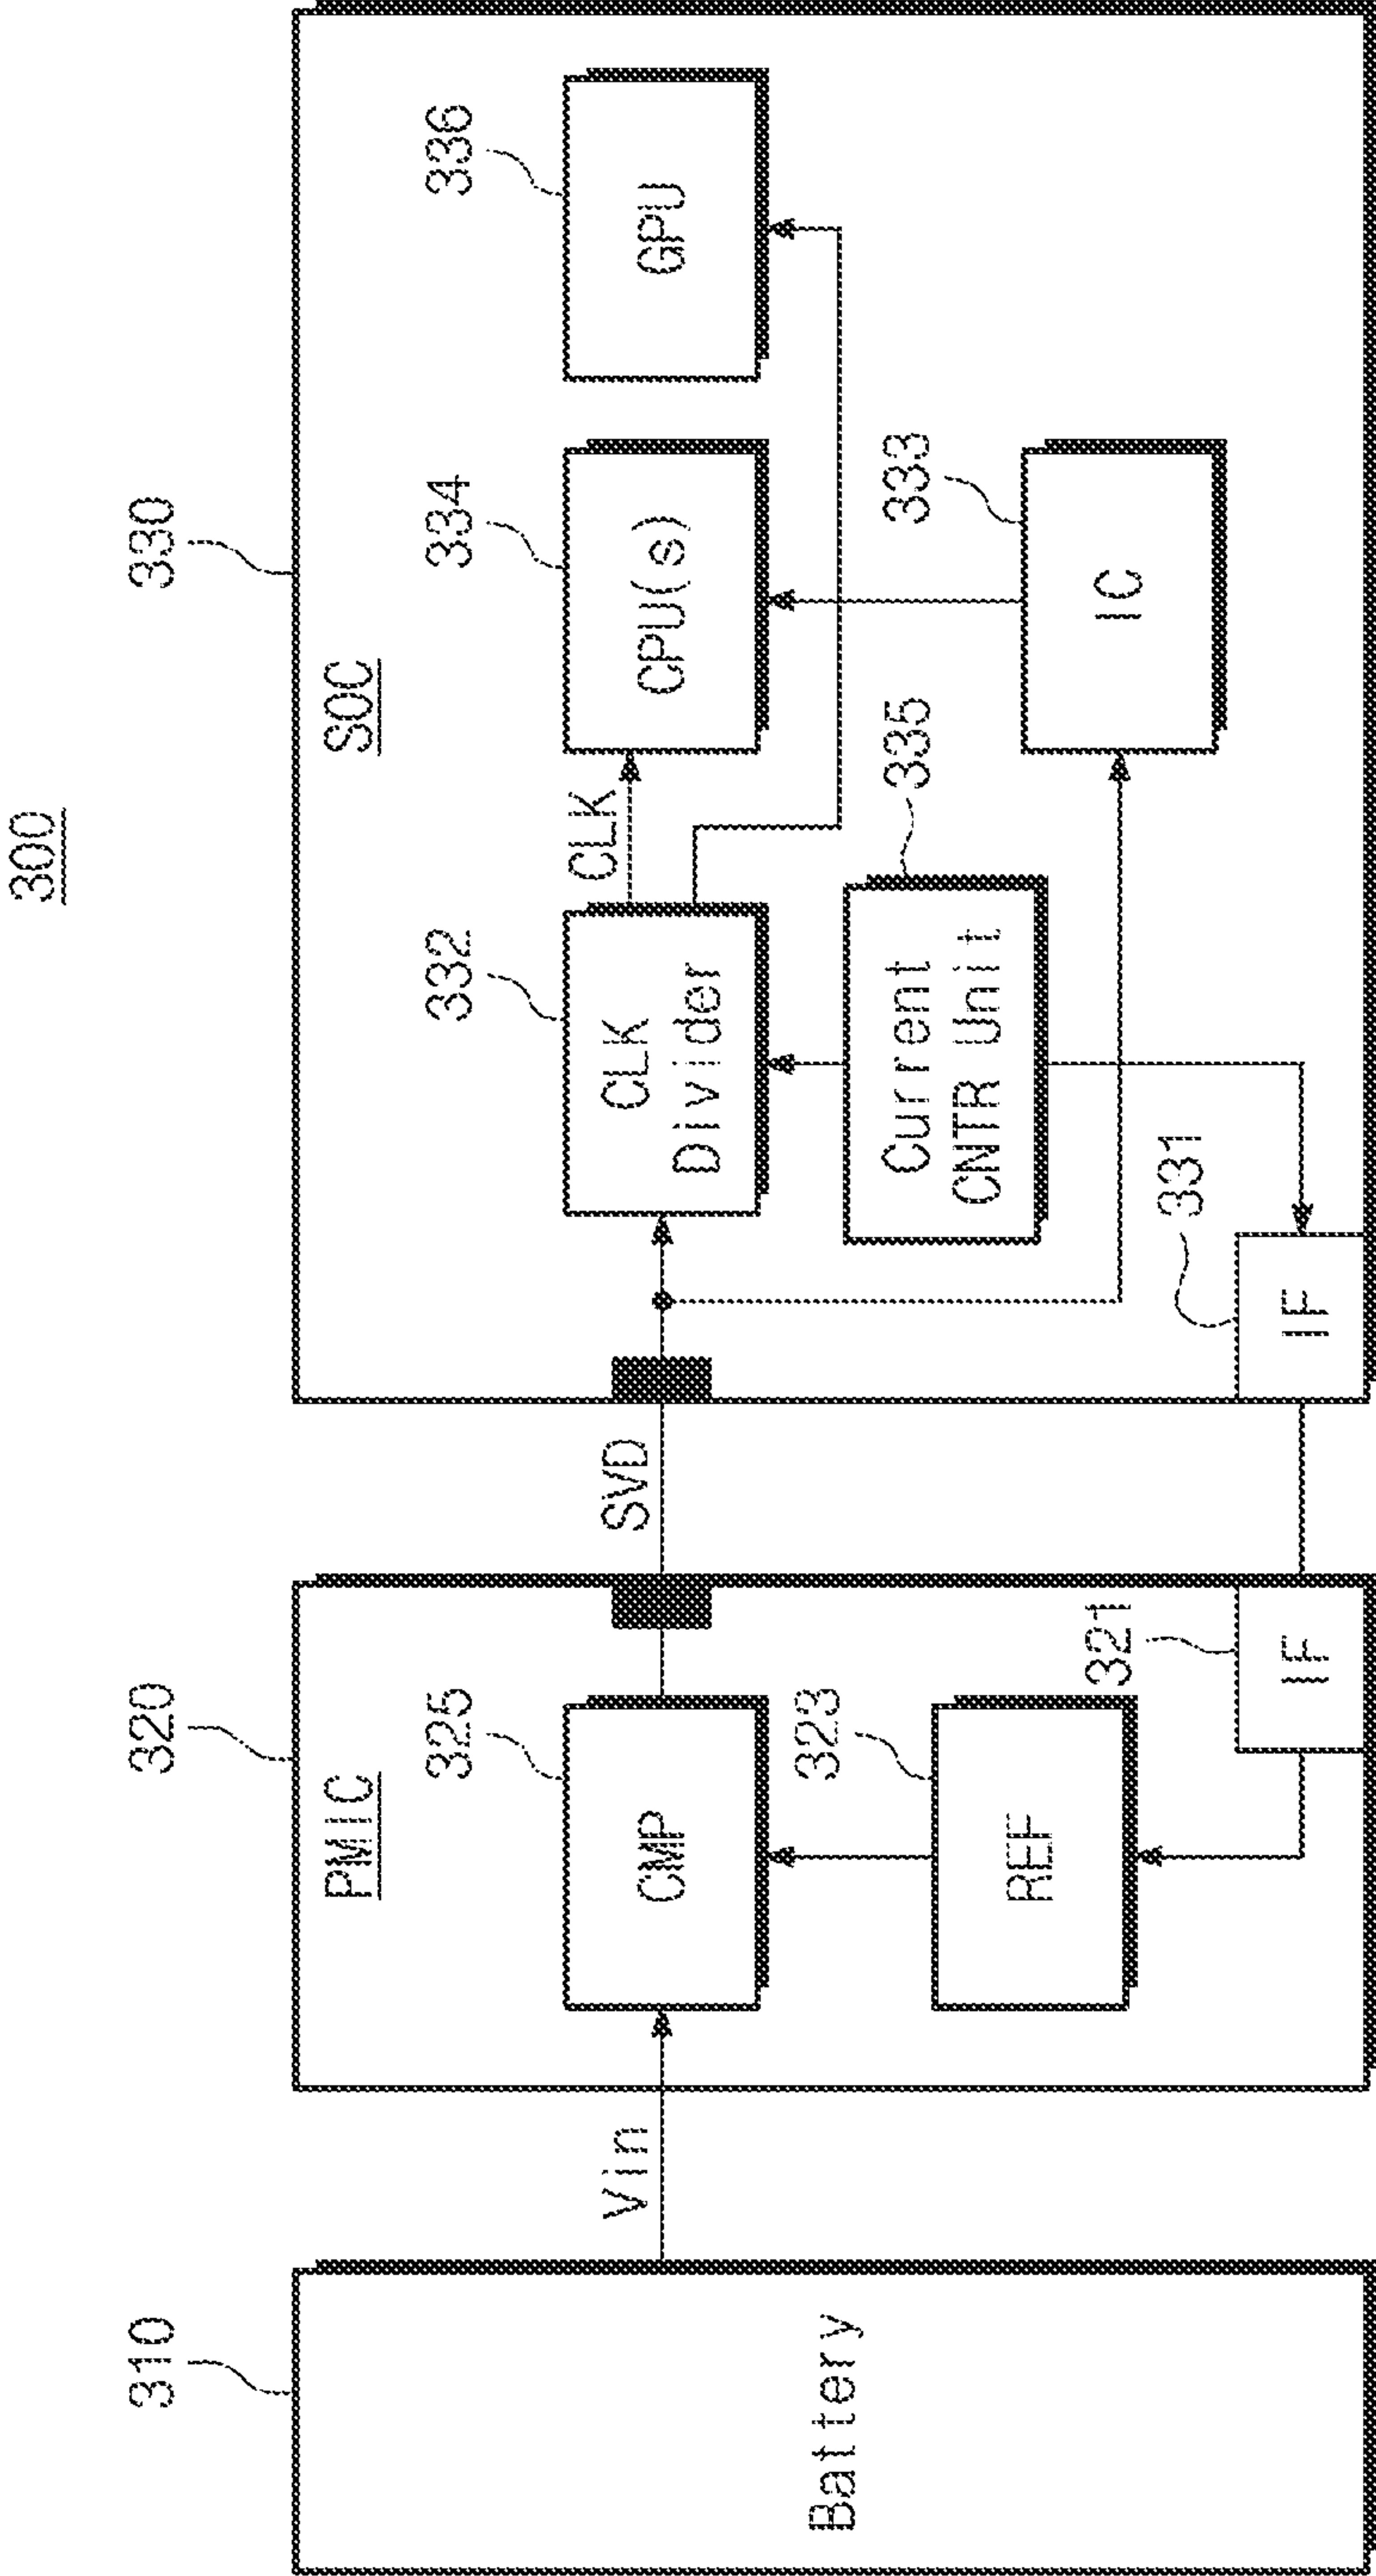 300
310
320
330
Battery
Vin
PMIC
325
CMP
323
REF
321
IF
SVD
SOC
332
CLK
Divider
CLK
334
CPU(s)
336
GPU
335
Current
CNTR Unit
333
IC
331
IF